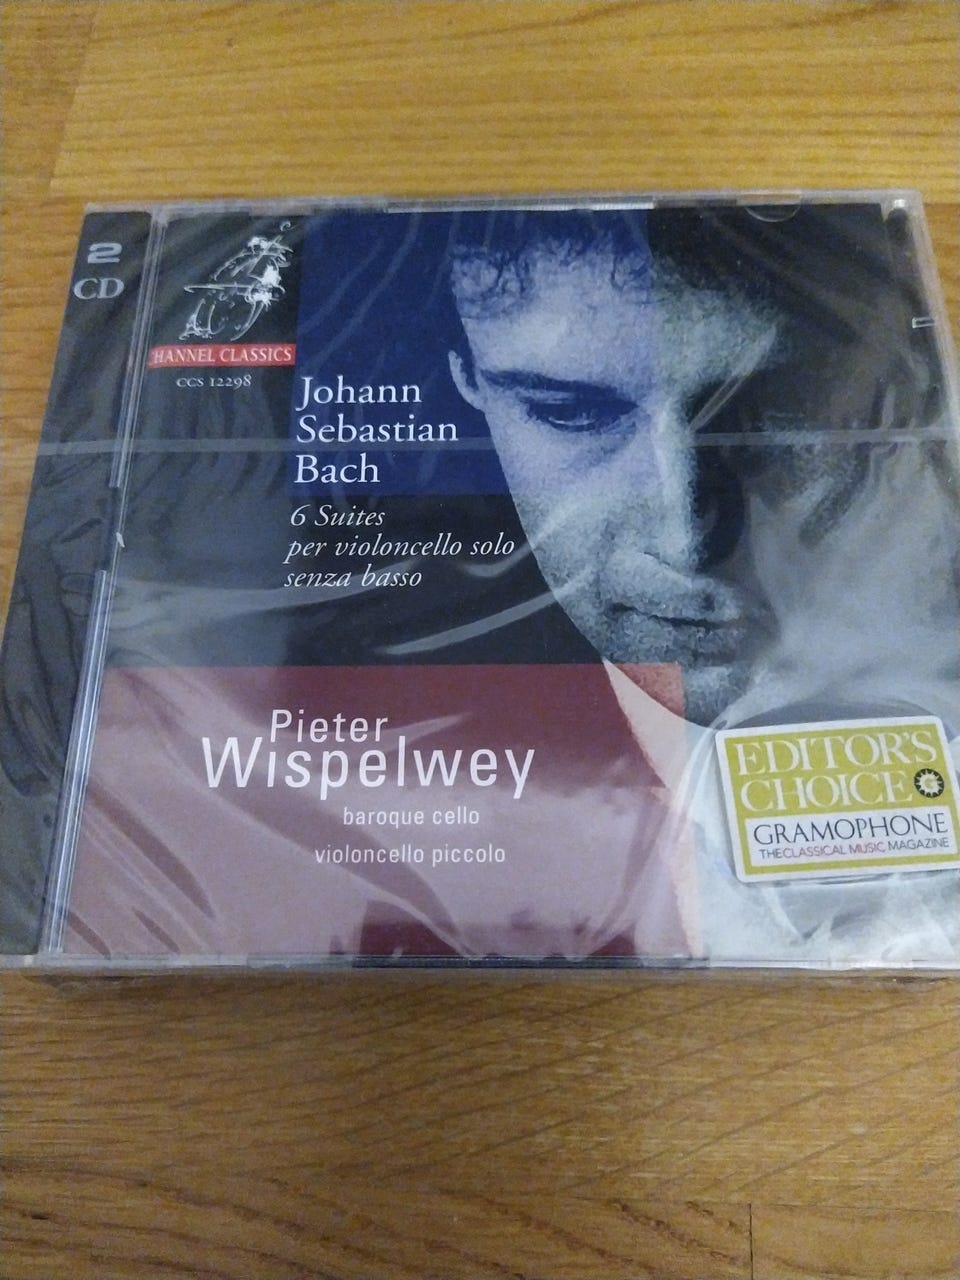 2
CD
HANNEL CLASSICS
CCS 12298
Johann
Sebastian
Bach
6 Suites
per violoncello solo
senza basso
Pieter
Wispelwey
baroque cello
violoncello piccolo
EDITOR'S
CHOICE
GRAMOPHONE
THE CLASSICAL MUSIC MAGAZINE